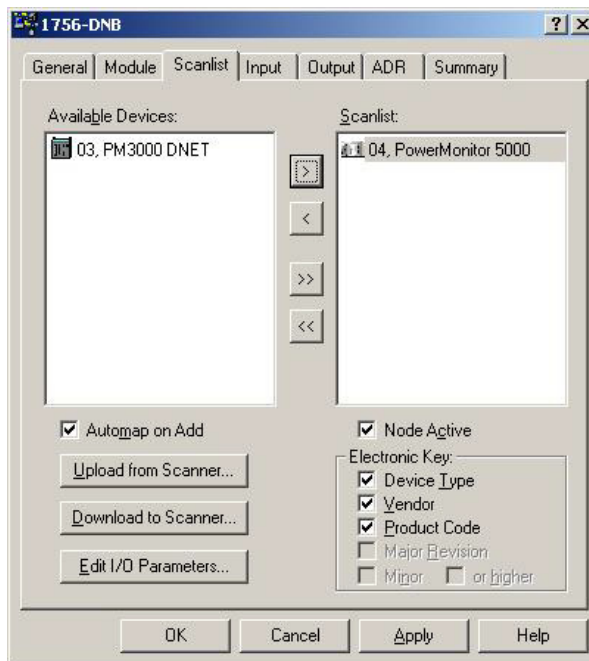 1756-DNB
General Module Scanlist Input Output ADR Summary
Available Devices:
03, PM3000 DNET
>
<
>>
<<
Scanlist:
04, PowerMonitor 5000
Automap on Add
Upload from Scanner...
Download to Scanner...
Edit I/O Parameters...
Node Active
Electronic Key:
Device Type
Vendor
Product Code
Major Revision
Minor or higher
OK Cancel Apply Help